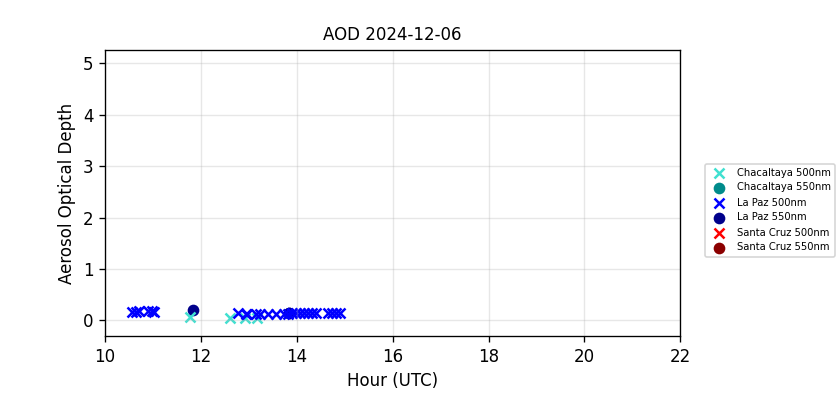 AOD 2024-12-06
Aerosol Optical Depth
5
4
3
2
1
0
10 12 14 16 18 20 22
Hour (UTC)
Chacaltaya 500nm
Chacaltaya 550nm
La Paz 500nm
La Paz 550nm
Santa Cruz 500nm
Santa Cruz 550nm